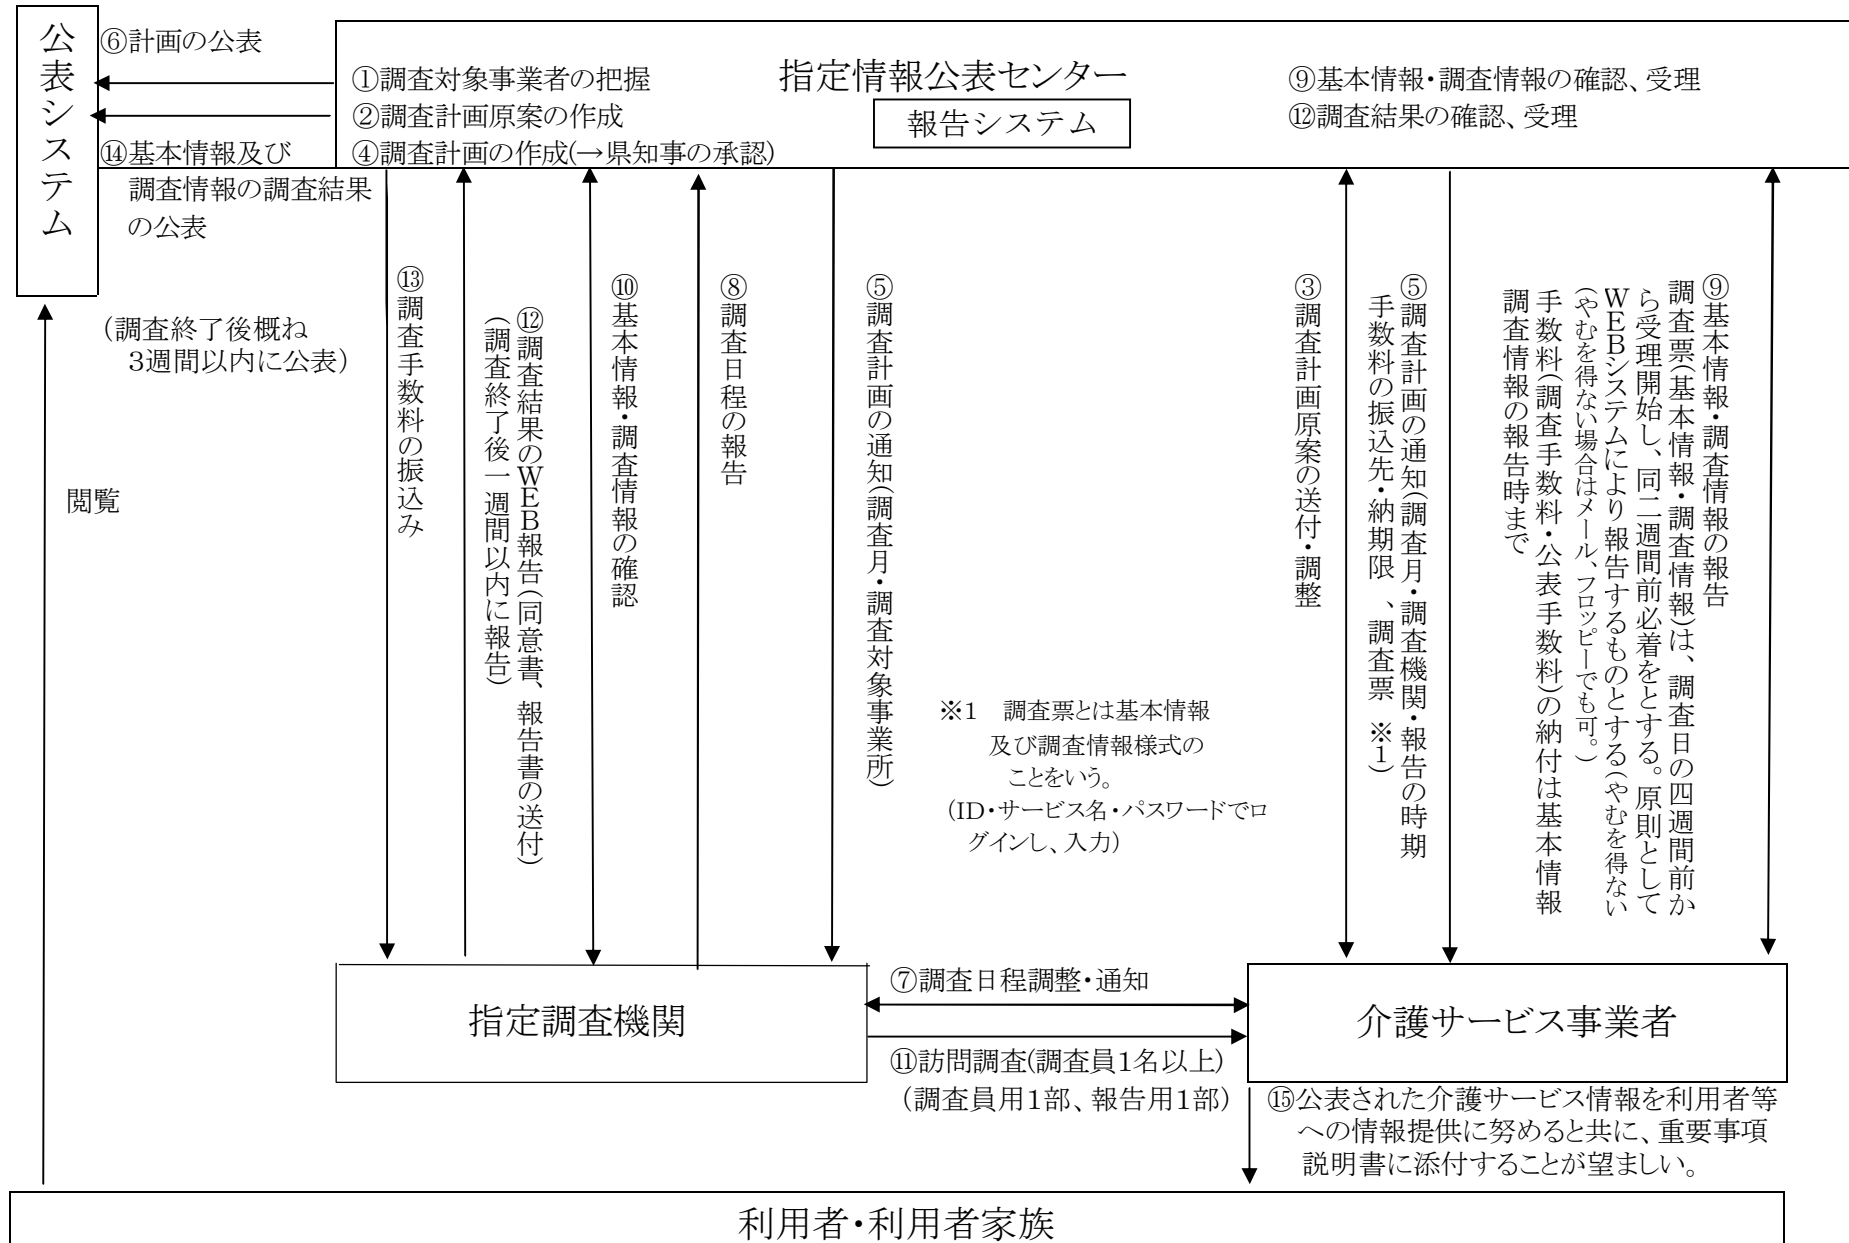 公表システム
⑥計画の公表
①調査対象事業者の把握
②調査計画原案の作成
④調査計画の作成(→県知事の承認)
指定情報公表センター
報告システム
⑨基本情報・調査情報の確認、受理
⑫調査結果の確認、受理
⑭基本情報及び
調査情報の調査結果
の公表
(調査終了後概ね
3週間以内に公表)
閲覧
⑬調査手数料の振込み
⑫調査結果のWEB報告(同意書、報告書の送付)
(調査終了後一週間以内に報告)
⑩基本情報・調査情報の確認
⑧調査日程の報告
⑤調査計画の通知(調査月・調査対象事業所)
※1 調査票とは基本情報
及び調査情報様式の
ことをいう。
(ID・サービス名・パスワードでロ
グインし、入力)
③調査計画原案の送付・調整
⑤調査計画の通知(調査月・調査機関・報告の時期
手数料の振込先・納期限、調査票 ※1)
⑨基本情報・調査情報の報告
調査票(基本情報・調査情報)は、調査日の四週間前か
ら受理開始し、同二週間前必着をとする。原則として
WEBシステムにより報告するものとする(やむを得ない
(やむを得ない場合はメール、フロッピーでも可。)
手数料(調査手数料・公表手数料)の納付は基本情報
調査情報の報告時まで
指定調査機関
⑦調査日程調整・通知
⑪訪問調査(調査員1名以上)
(調査員用1部、報告用1部)
介護サービス事業者
⑮公表された介護サービス情報を利用者等
への情報提供に努めると共に、重要事項
説明書に添付することが望ましい。
利用者・利用者家族